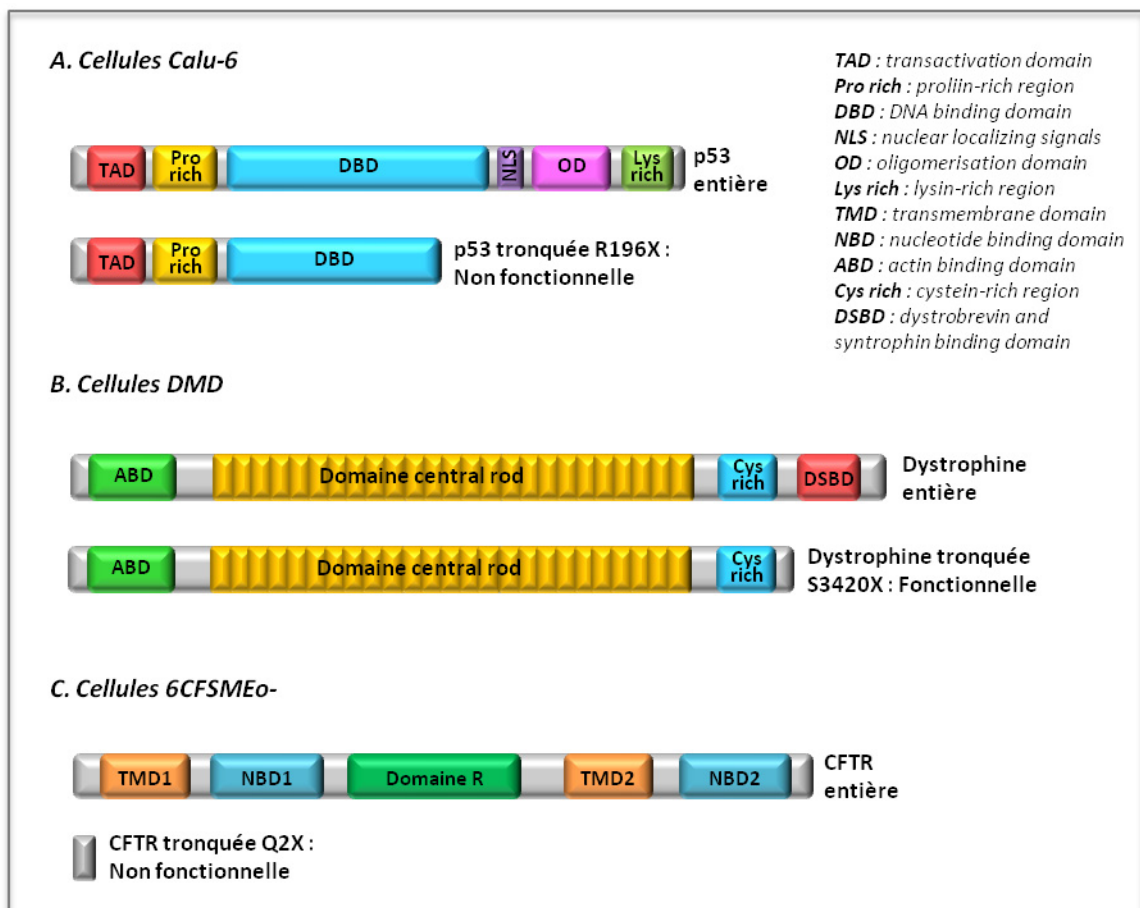 A. Cellules Calu-6
TAD
Pro
rich
DBD
NLS
OD
Lys
rich
p53
entière
TAD
Pro
rich
DBD
p53 tronquée R196X :
Non fonctionnelle
TAD : transactivation domain
Pro rich : proliin-rich region
DBD : DNA binding domain
NLS : nuclear localizing signals
OD : oligomerisation domain
Lys rich : lysin-rich region
TMD : transmembrane domain
NBD : nucleotide binding domain
ABD : actin binding domain
Cys rich : cystein-rich region
DSBD : dystrobrevin and
syntrophin binding domain
B. Cellules DMD
ABD
Domaine central rod
Cys
rich
DSBD
Dystrophine
entière
ABD
Domaine central rod
Cys
rich
Dystrophine tronquée
S3420X : Fonctionnelle
C. Cellules 6CFSMEo-
TMD1
NBD1
Domaine R
TMD2
NBD2
CFTR
entière
CFTR tronquée Q2X :
Non fonctionnelle